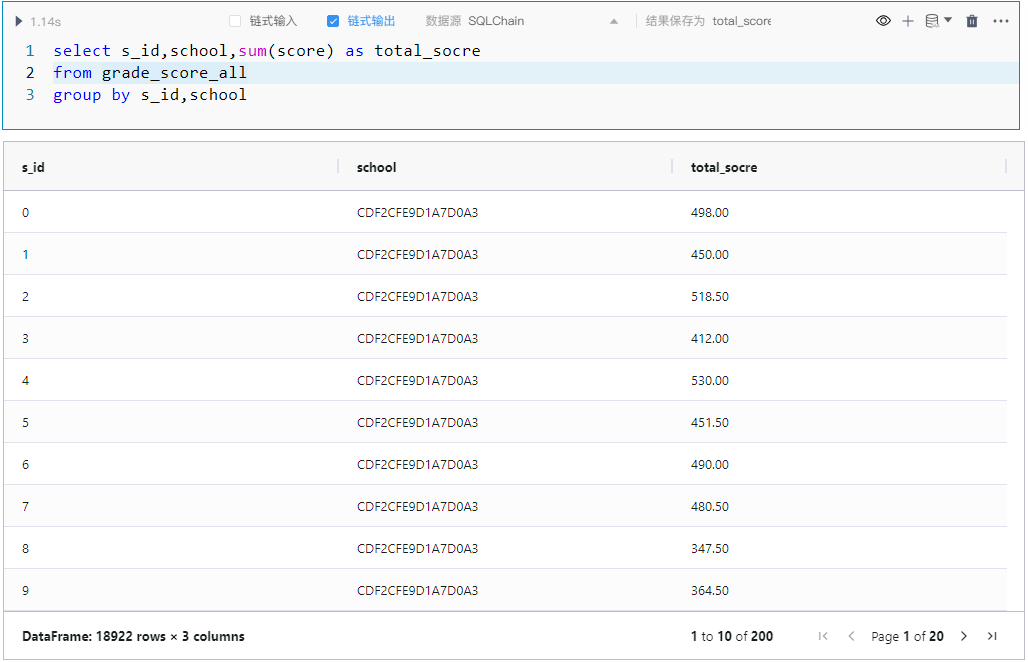 1.14s 链式输入 链式输出 数据源 SQLChain 结果保存为 total_score
1 select s_id,school,sum(score) as total_socre
2 from grade_score_all
3 group by s_id,school
s_id school total_socre
0 CDF2CFE9D1A7D0A3 498.00
1 CDF2CFE9D1A7D0A3 450.00
2 CDF2CFE9D1A7D0A3 518.50
3 CDF2CFE9D1A7D0A3 412.00
4 CDF2CFE9D1A7D0A3 530.00
5 CDF2CFE9D1A7D0A3 451.50
6 CDF2CFE9D1A7D0A3 490.00
7 CDF2CFE9D1A7D0A3 480.50
8 CDF2CFE9D1A7D0A3 347.50
9 CDF2CFE9D1A7D0A3 364.50
DataFrame: 18922 rows × 3 columns 1 to 10 of 200 Page 1 of 20